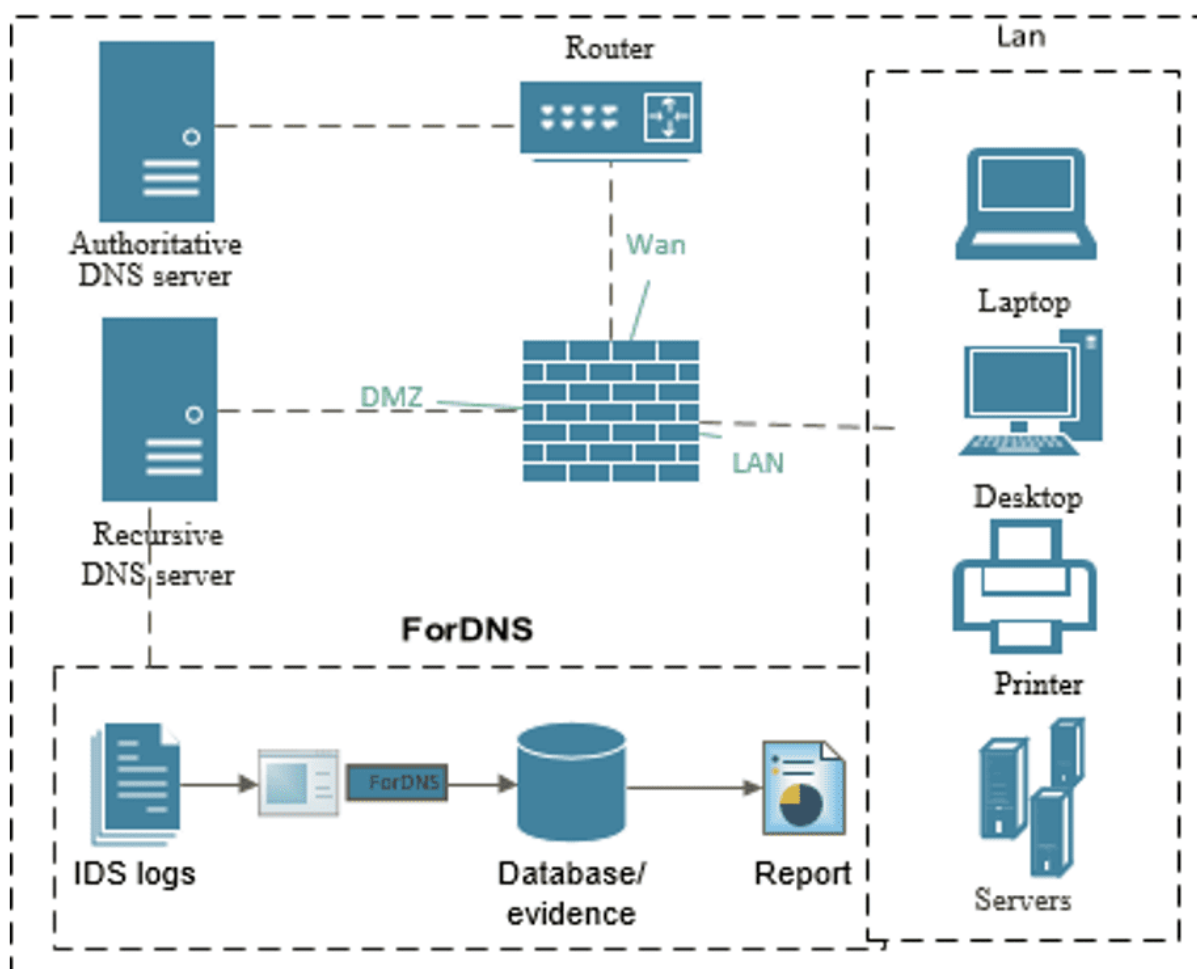 Router
Lan
Authoritative
DNS server
Wan
Laptop
DMZ
LAN
Desktop
Recursive
DNS server
ForDNS
Printer
ForDNS
IDS logs
Database/
evidence
Report
Servers